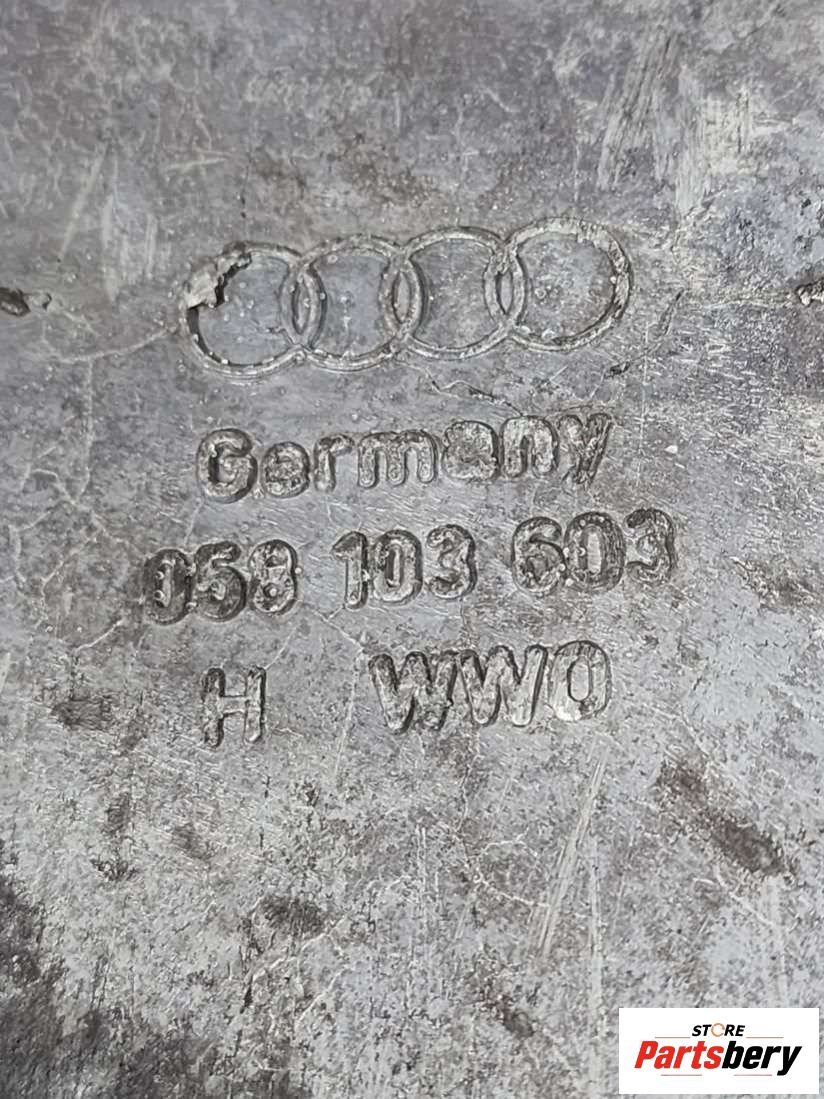 Germany
058 103 603
H WWO
STORE
Partsbery